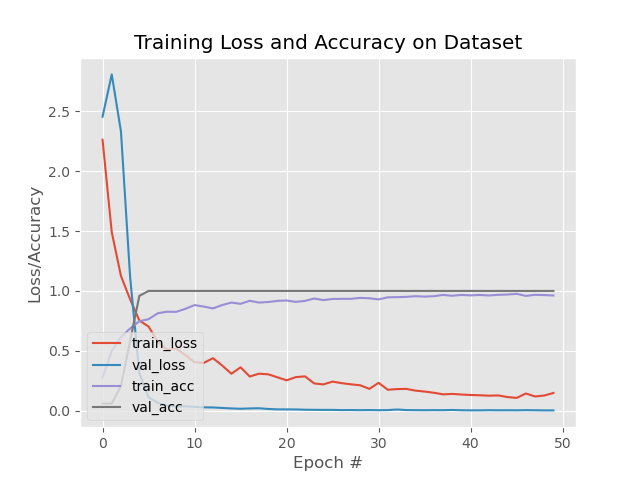 Training Loss and Accuracy on Dataset
Loss/Accuracy
2.5
2.0
1.5
1.0
0.5
0.0
train_loss
val_loss
train_acc
val_acc
0 10 20 30 40 50
Epoch #